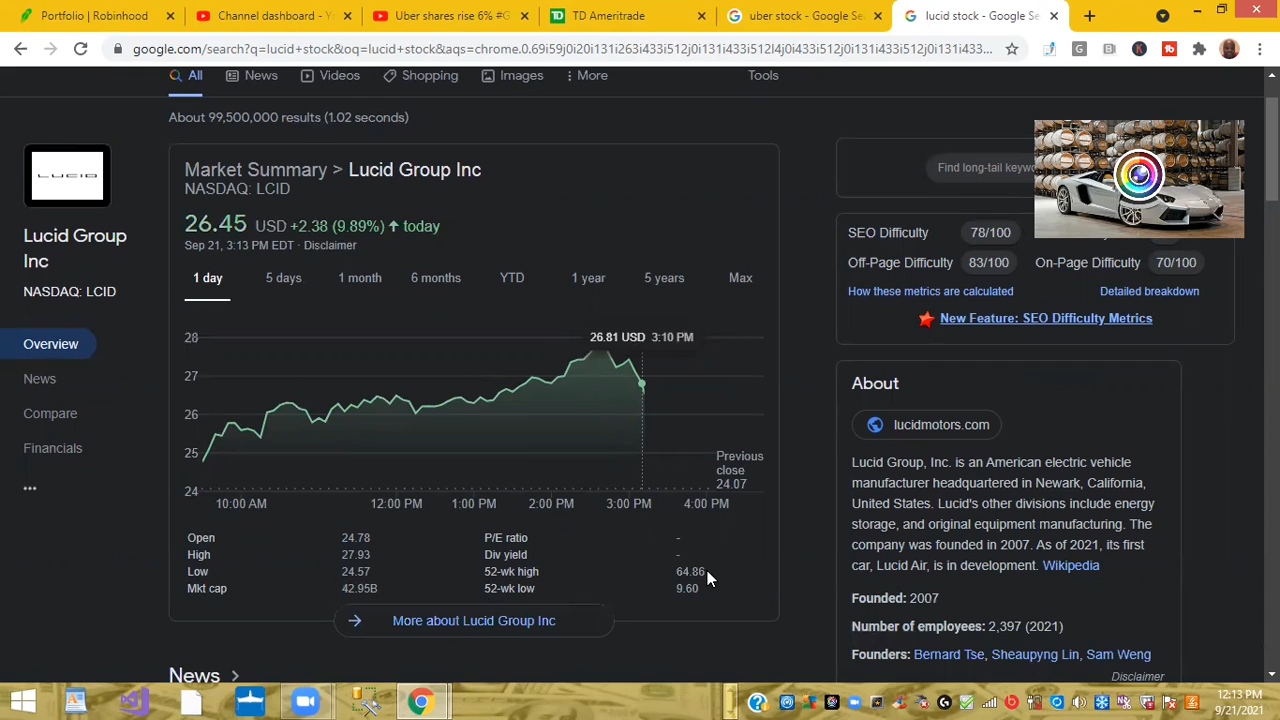 Portfolio | Robinhood
Channel dashboard - Y
Uber shares rise 6% #G
TD Ameritrade
uber stock - Google Se
lucid stock - Google Se
google.com/search?q=lucid+stock&oq=lucid+stock&aqs=chrome.0.69i59j0i20i131i263i433i512j0i131i433i512l4j0i131i433i512j0i131i433...
All
News
Videos
Shopping
Images
More
Tools
About 99,500,000 results (1.02 seconds)
LUCID
Lucid Group
Inc
NASDAQ: LCID
Overview
News
Compare
Financials
Market Summary > Lucid Group Inc
NASDAQ: LCID
26.45 USD +2.38 (9.89%) ↑ today
Sep 21, 3:13 PM EDT · Disclaimer
1 day
5 days
1 month
6 months
YTD
1 year
5 years
Max
26.81 USD 3:10 PM
28
27
26
25
24
Previous
close
24.07
10:00 AM
12:00 PM
1:00 PM
2:00 PM
3:00 PM
4:00 PM
Open 24.78
High 27.93
Low 24.57
Mkt cap 42.95B
P/E ratio -
Div yield -
52-wk high 64.86
52-wk low 9.60
More about Lucid Group Inc
News
Find long-tail keywo
SEO Difficulty 78/100
Off-Page Difficulty 83/100
On-Page Difficulty 70/100
How these metrics are calculated
Detailed breakdown
New Feature: SEO Difficulty Metrics
About
lucidmotors.com
Lucid Group, Inc. is an American electric vehicle
manufacturer headquartered in Newark, California,
United States. Lucid's other divisions include energy
storage, and original equipment manufacturing. The
company was founded in 2007. As of 2021, its first
car, Lucid Air, is in development. Wikipedia
Founded: 2007
Number of employees: 2,397 (2021)
Founders: Bernard Tse, Sheaupyng Lin, Sam Weng
Disclaimer
12:13 PM
9/21/2021